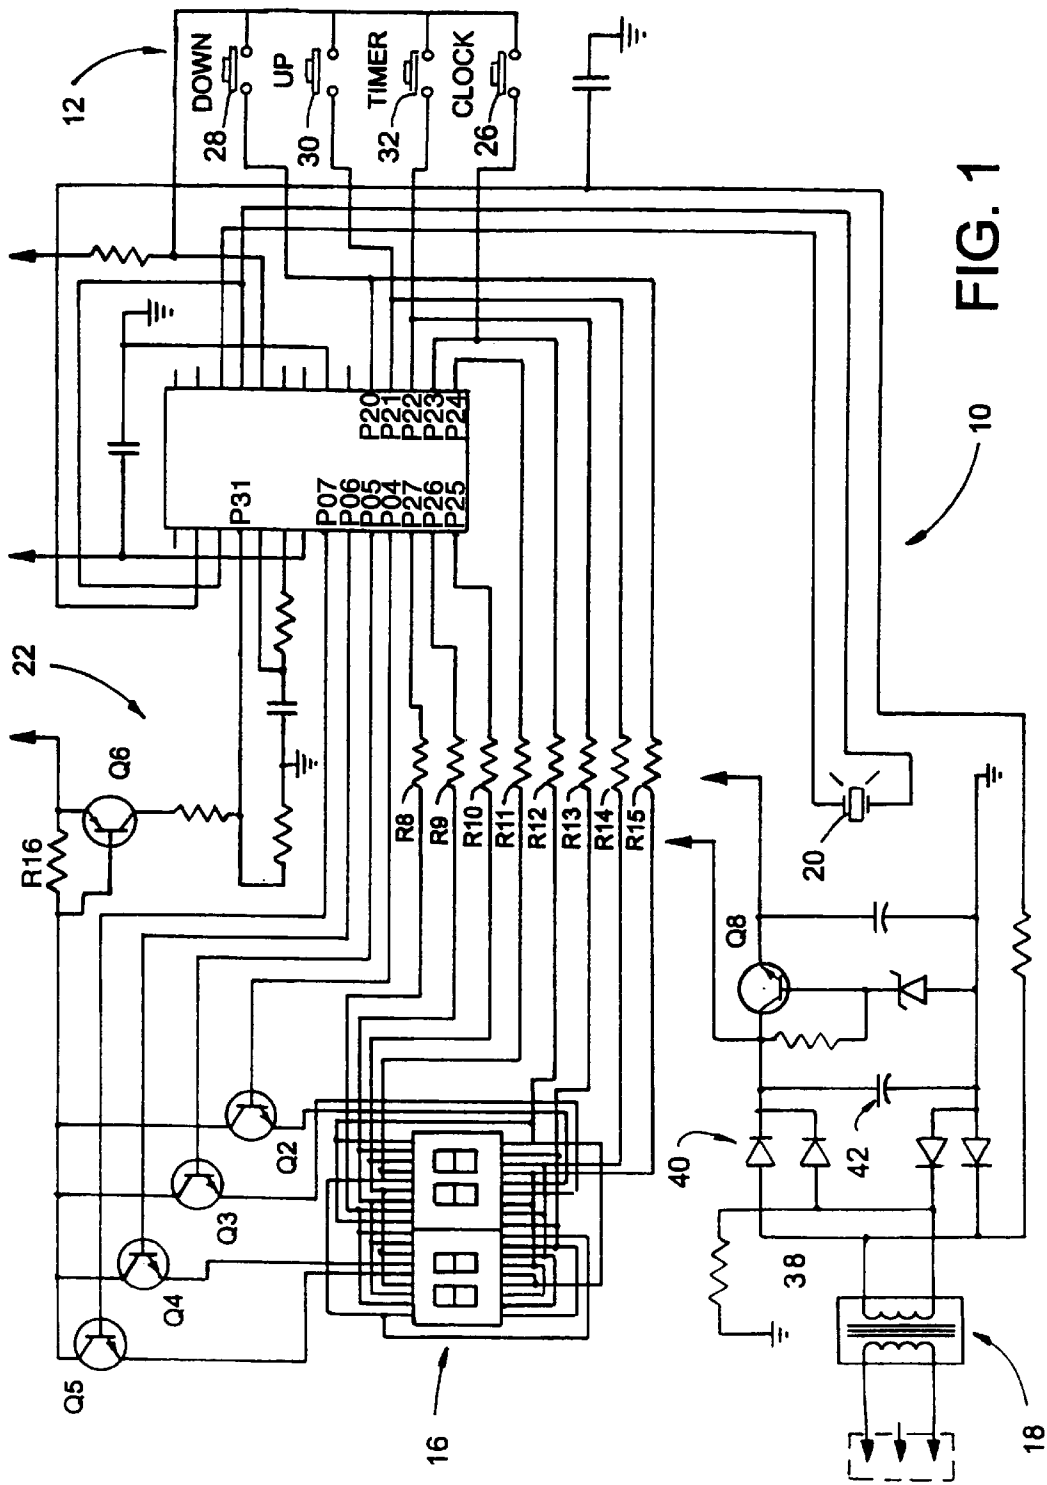 12
DOWN
28
UP
30
TIMER
32
CLOCK
26
22
P31
P07
P06
P05
P04
P27
P26
P25
P20
P21
P22
P23
P24
Q6
R16
R8
R9
R10
R11
R12
R13
R14
R15
Q2
Q3
Q4
Q5
16
Q8
20
40
42
38
18
10
FIG. 1